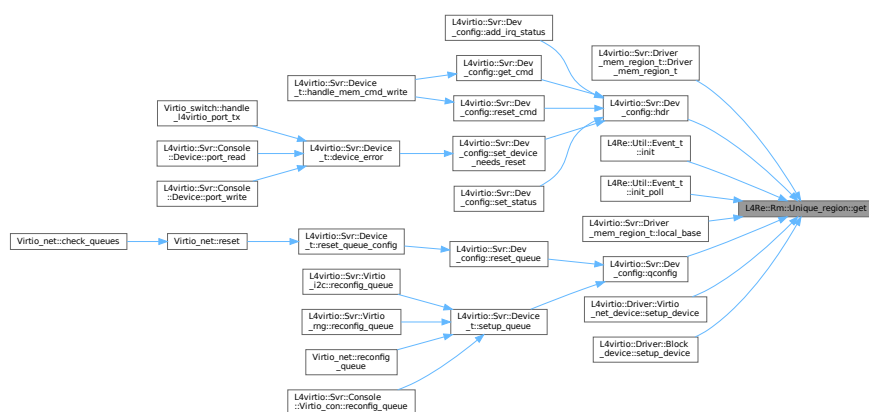 L4virtio::Svr::Dev
_config::add_irq_status
L4virtio::Svr::Driver
_mem_region_t::Driver
_mem_region_t
L4virtio::Svr::Dev
_config::get_cmd
L4virtio::Svr::Device
_t::handle_mem_cmd_write
L4virtio::Svr::Dev
_config::reset_cmd
L4virtio::Svr::Dev
_config::hdr
Virtio_switch::handle
_l4virtio_port_tx
L4virtio::Svr::Console
::Device::port_read
L4virtio::Svr::Device
_t::device_error
L4virtio::Svr::Dev
_config::set_device
_needs_reset
L4Re::Util::Event_t
::init
L4virtio::Svr::Console
::Device::port_write
L4virtio::Svr::Dev
_config::set_status
L4Re::Util::Event_t
::init_poll
L4Re::Rm::Unique_region::get
L4virtio::Svr::Driver
_mem_region_t::local_base
Virtio_net::check_queues
Virtio_net::reset
L4virtio::Svr::Device
_t::reset_queue_config
L4virtio::Svr::Dev
_config::reset_queue
L4virtio::Svr::Dev
_config::qconfig
L4virtio::Svr::Virtio
_i2c::reconfig_queue
L4virtio::Driver::Virtio
_net_device::setup_device
L4virtio::Svr::Virtio
_rng::reconfig_queue
L4virtio::Svr::Device
_t::setup_queue
L4virtio::Driver::Block
_device::setup_device
Virtio_net::reconfig
_queue
L4virtio::Svr::Console
::Virtio_con::reconfig_queue